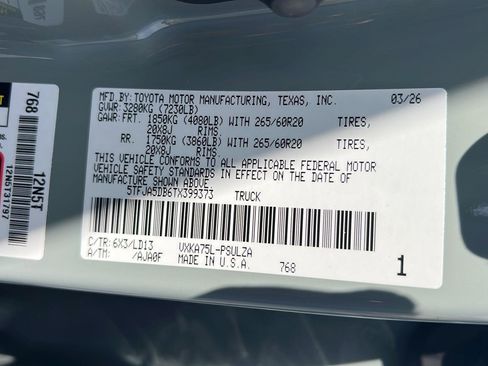 MFD.BY: TOYOTA MOTOR MANUFACTURING, TEXAS, INC. 03/26
GVWR: 3280KG (7230LB)
GAWR: FRT. 1850KG (4080LB) WITH 265/60R20 TIRES,
20X8J RIMS,
RR. 1750KG (3860LB) WITH 265/60R20 TIRES,
20X8J RIMS.
THIS VEHICLE CONFORMS TO ALL APPLICABLE FEDERAL MOTOR
VEHICLE SAFETY STANDARDS IN EFFECT ON THE DATE OF
MANUFACTURE SHOWN ABOVE.
5TFJA5DB6TX399373 TRUCK
C/TR: 6X3/LD13 VXKA75L-PSULZA
A/TM: /AJA0F MADE IN U.S.A. 768 1
768
12N5T
12N5T31797